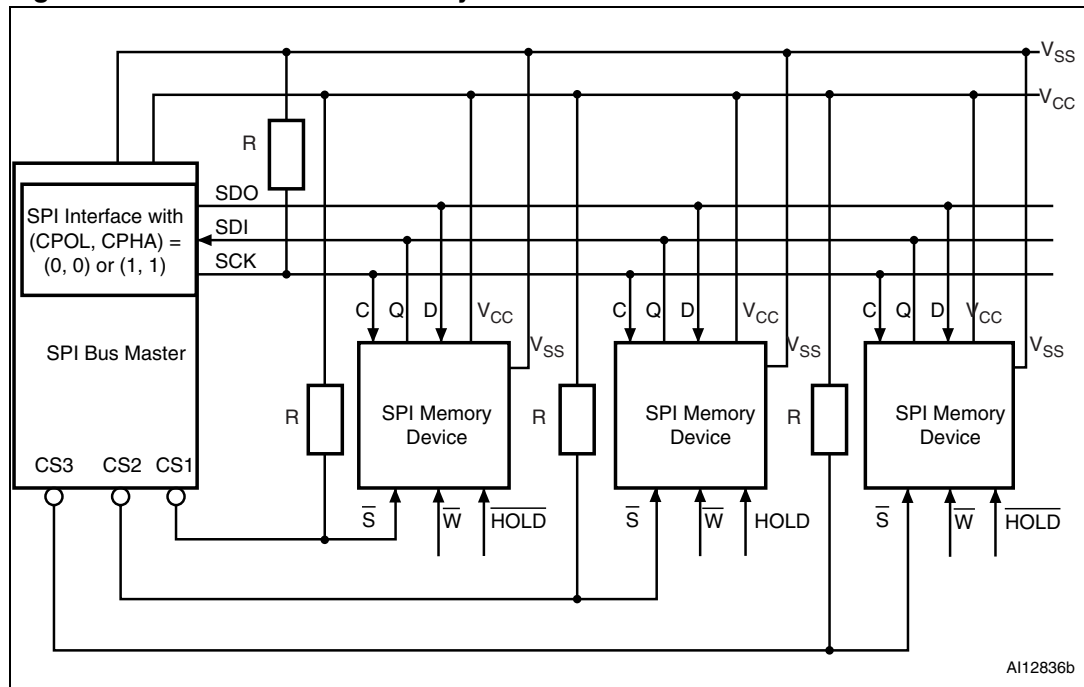 VSS
VCC
R
SDO
SDI
SCK
SPI Interface with
(CPOL, CPHA) =
(0, 0) or (1, 1)
SPI Bus Master
CS3 CS2 CS1
C Q D VCC VSS
C Q D VCC VSS
C Q D VCC VSS
R SPI Memory
Device
R SPI Memory
Device
R SPI Memory
Device
S̅ W̅ H̅O̅L̅D̅
S̅ W̅ HOLD
S̅ W̅ H̅O̅L̅D̅
AI12836b